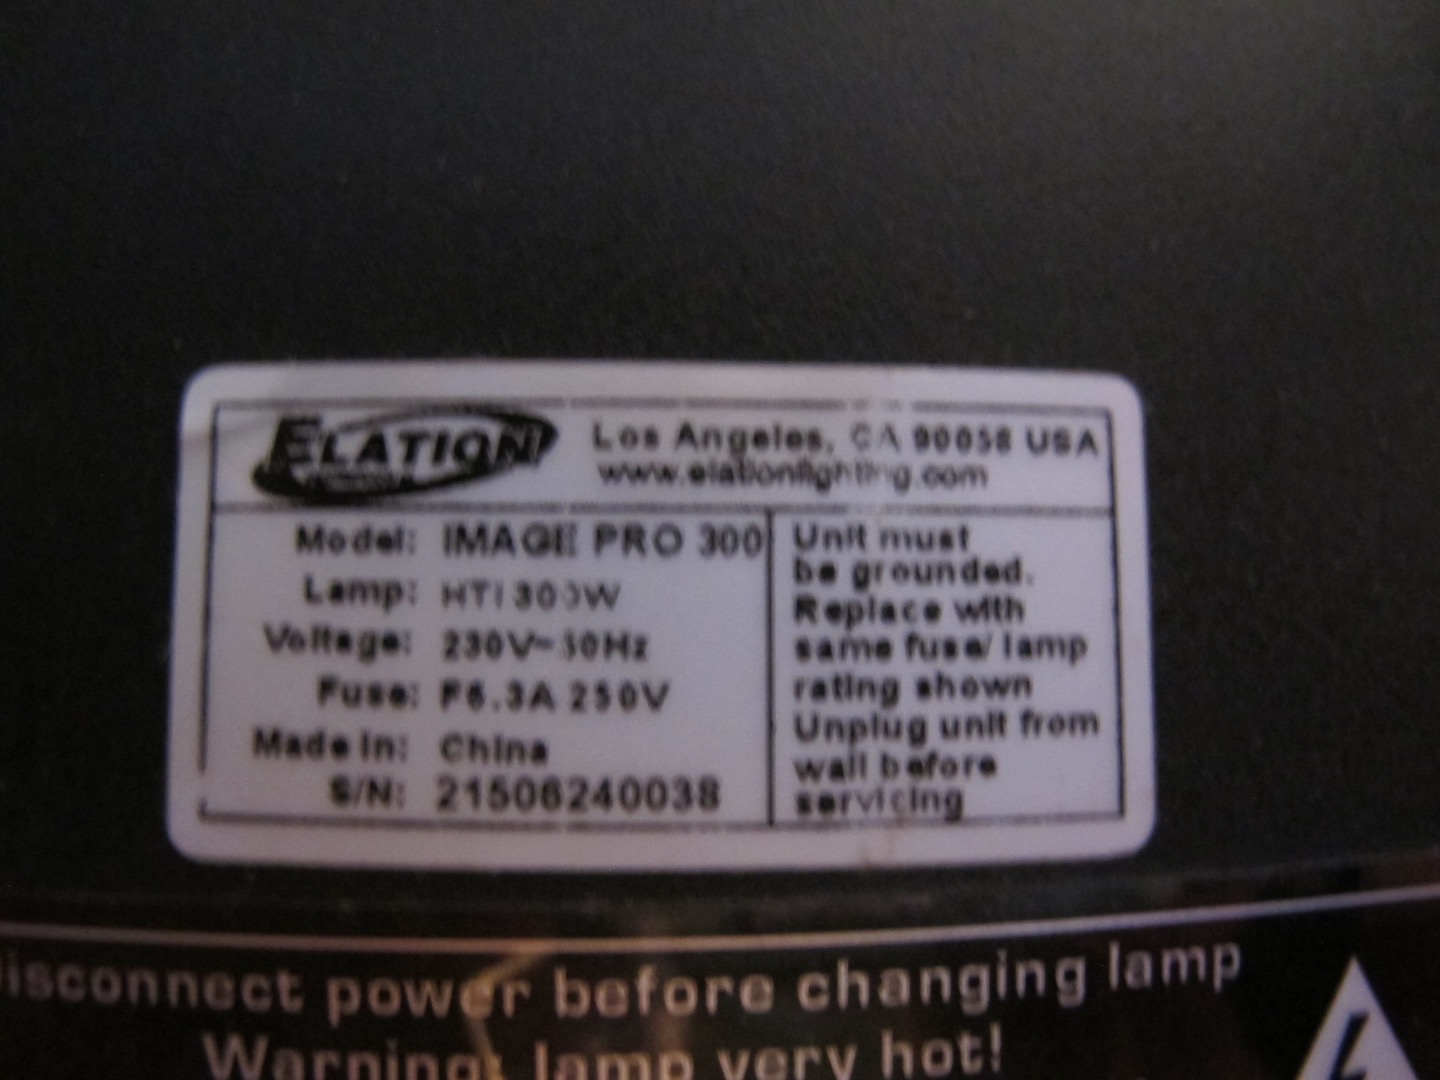 ELATION
Los Angeles, CA 90058 USA
www.elationlighting.com
Model: IMAGE PRO 300
Lamp: HTI 300W
Voltage: 230V~50Hz
Fuse: F6.3A 250V
Made in: China
S/N: 21506240038
Unit must
be grounded.
Replace with
same fuse/ lamp
rating shown
Unplug unit from
wall before
servicing
isconnect power before changing lamp
Warning: lamp very hot!